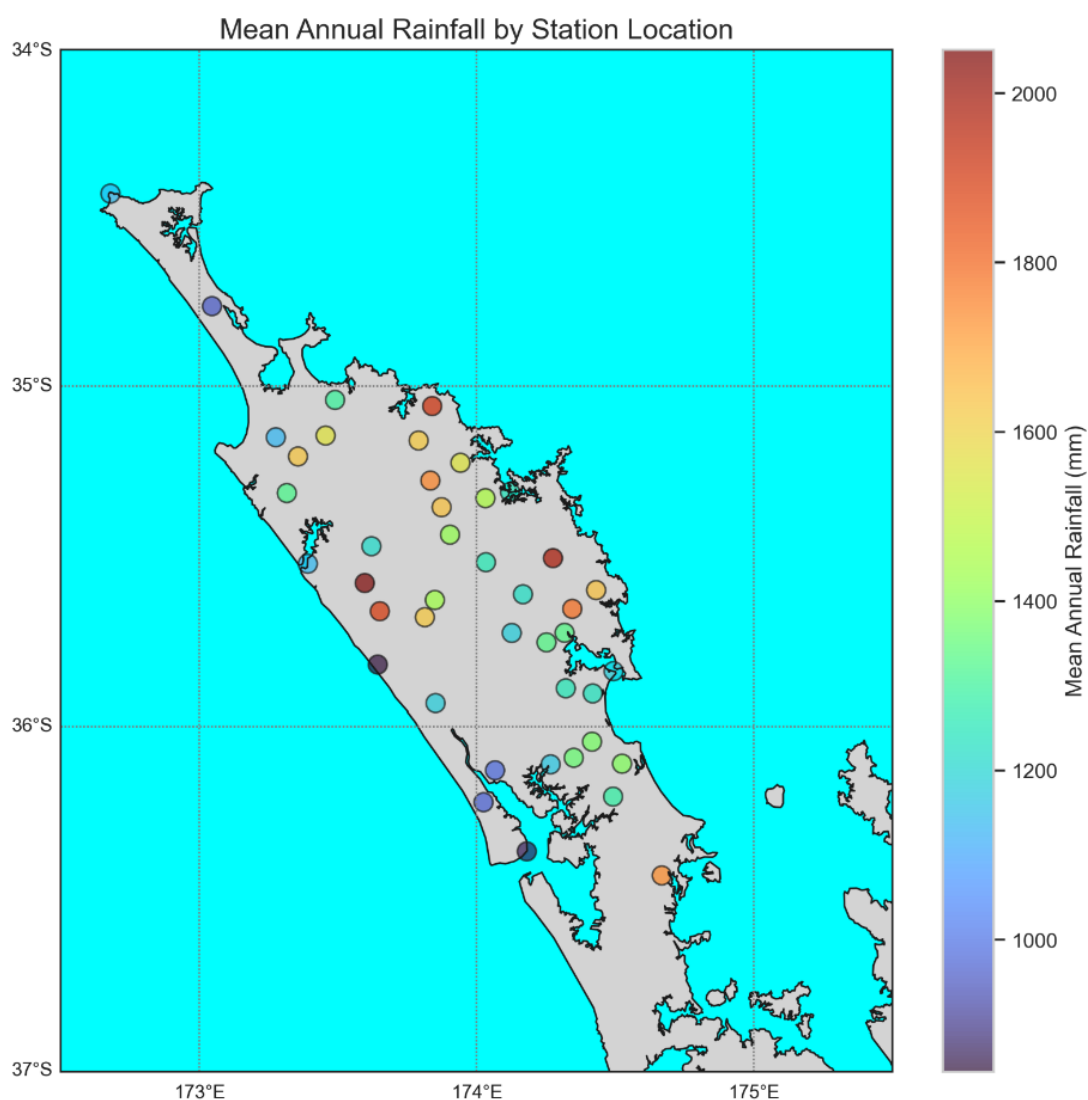 Mean Annual Rainfall by Station Location
34°S
35°S
36°S
37°S
173°E
174°E
175°E
2000
1800
1600
1400
1200
1000
Mean Annual Rainfall (mm)